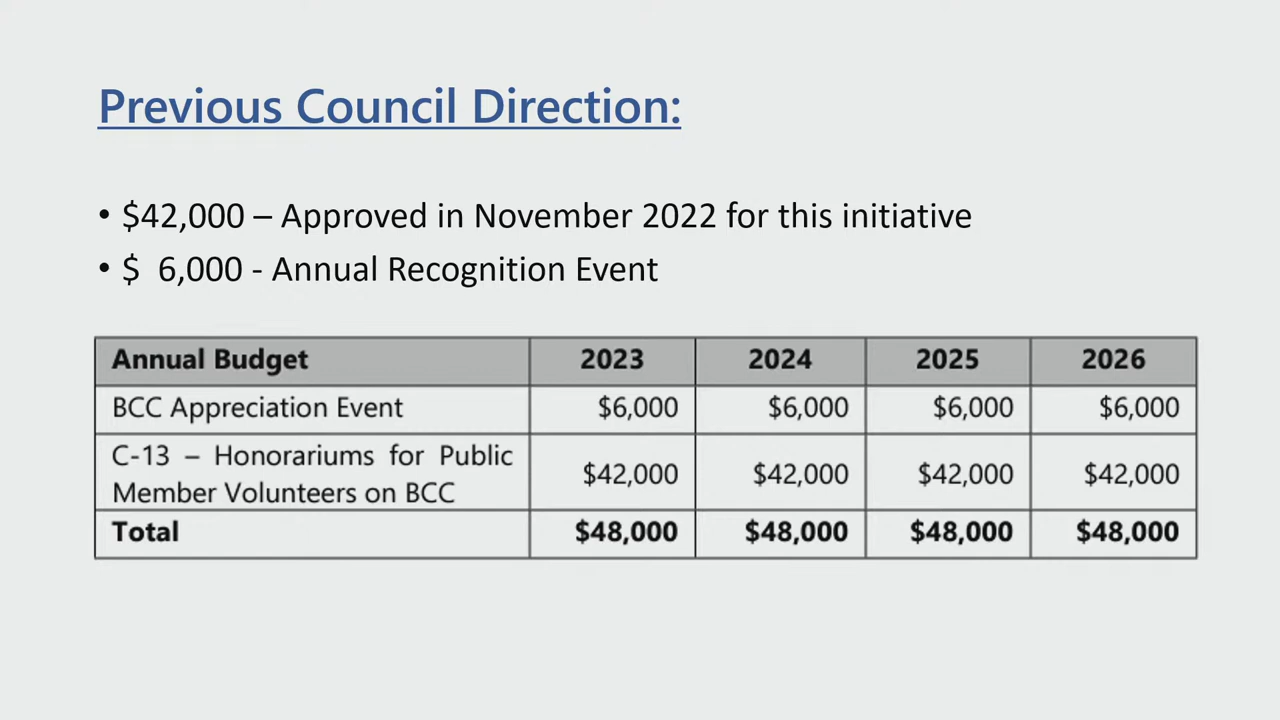 Previous Council Direction:
• $42,000 – Approved in November 2022 for this initiative
• $ 6,000 - Annual Recognition Event
Annual Budget 2023 2024 2025 2026
BCC Appreciation Event $6,000 $6,000 $6,000 $6,000
C-13 – Honorariums for Public
Member Volunteers on BCC $42,000 $42,000 $42,000 $42,000
Total $48,000 $48,000 $48,000 $48,000